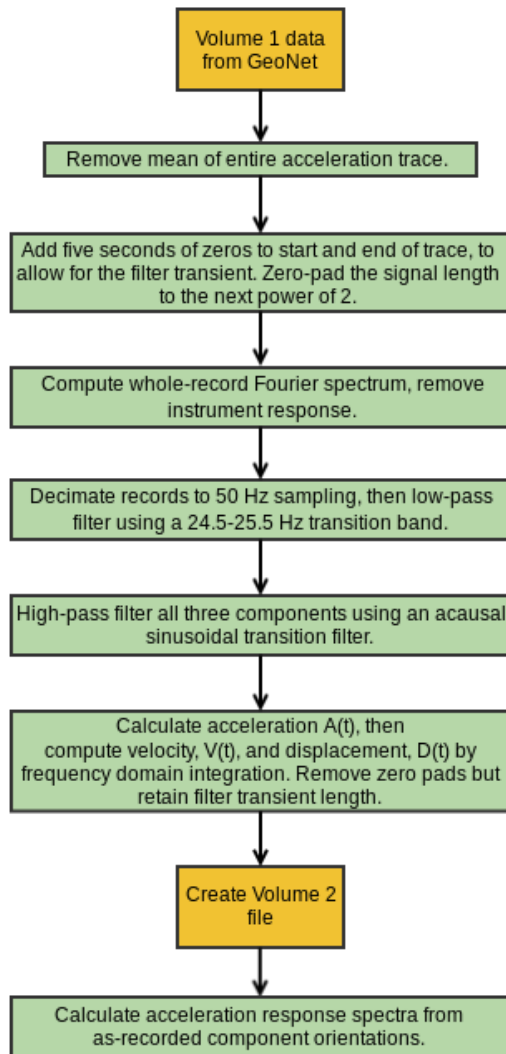 Volume 1 data
from GeoNet
Remove mean of entire acceleration trace.
Add five seconds of zeros to start and end of trace, to
allow for the filter transient. Zero-pad the signal length
to the next power of 2.
Compute whole-record Fourier spectrum, remove
instrument response.
Decimate records to 50 Hz sampling, then low-pass
filter using a 24.5-25.5 Hz transition band.
High-pass filter all three components using an acausal
sinusoidal transition filter.
Calculate acceleration A(t), then
compute velocity, V(t), and displacement, D(t) by
frequency domain integration. Remove zero pads but
retain filter transient length.
Create Volume 2
file
Calculate acceleration response spectra from
as-recorded component orientations.